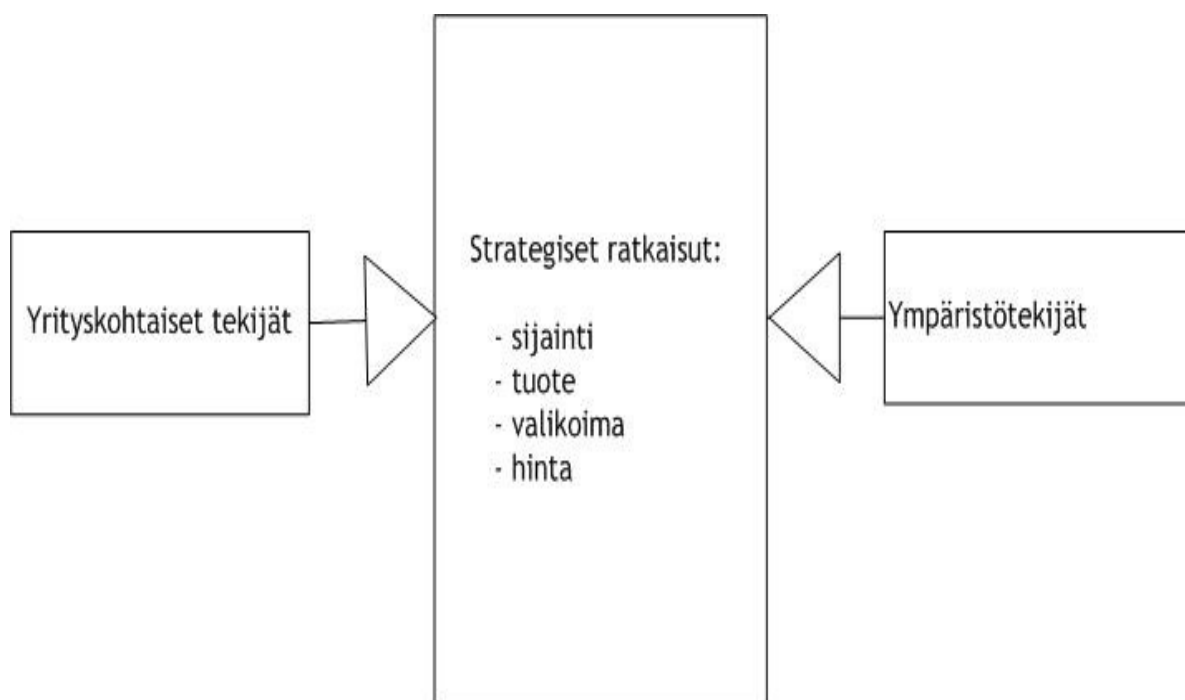 Yrityskohtaiset tekijät
Strategiset ratkaisut:
- sijainti
- tuote
- valikoima
- hinta
Ympäristötekijät